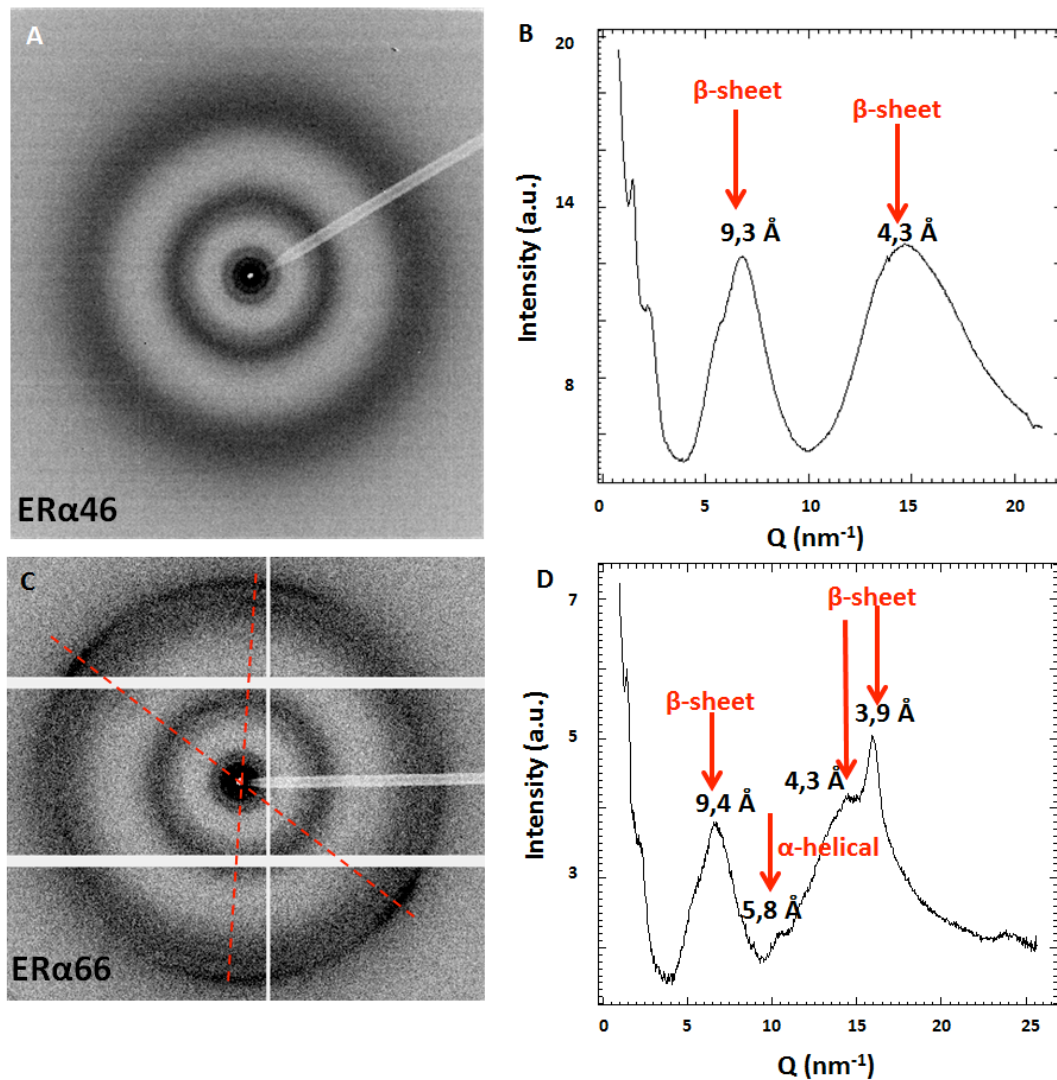 A
ERα46
B
20
14
8
Intensity (a.u.)
β-sheet
β-sheet
9,3 Å
4,3 Å
0 5 10 15 20
Q (nm⁻¹)
C
ERα66
D
7
5
3
Intensity (a.u.)
β-sheet
β-sheet
3,9 Å
9,4 Å
4,3 Å
α-helical
5,8 Å
0 5 10 15 20 25
Q (nm⁻¹)